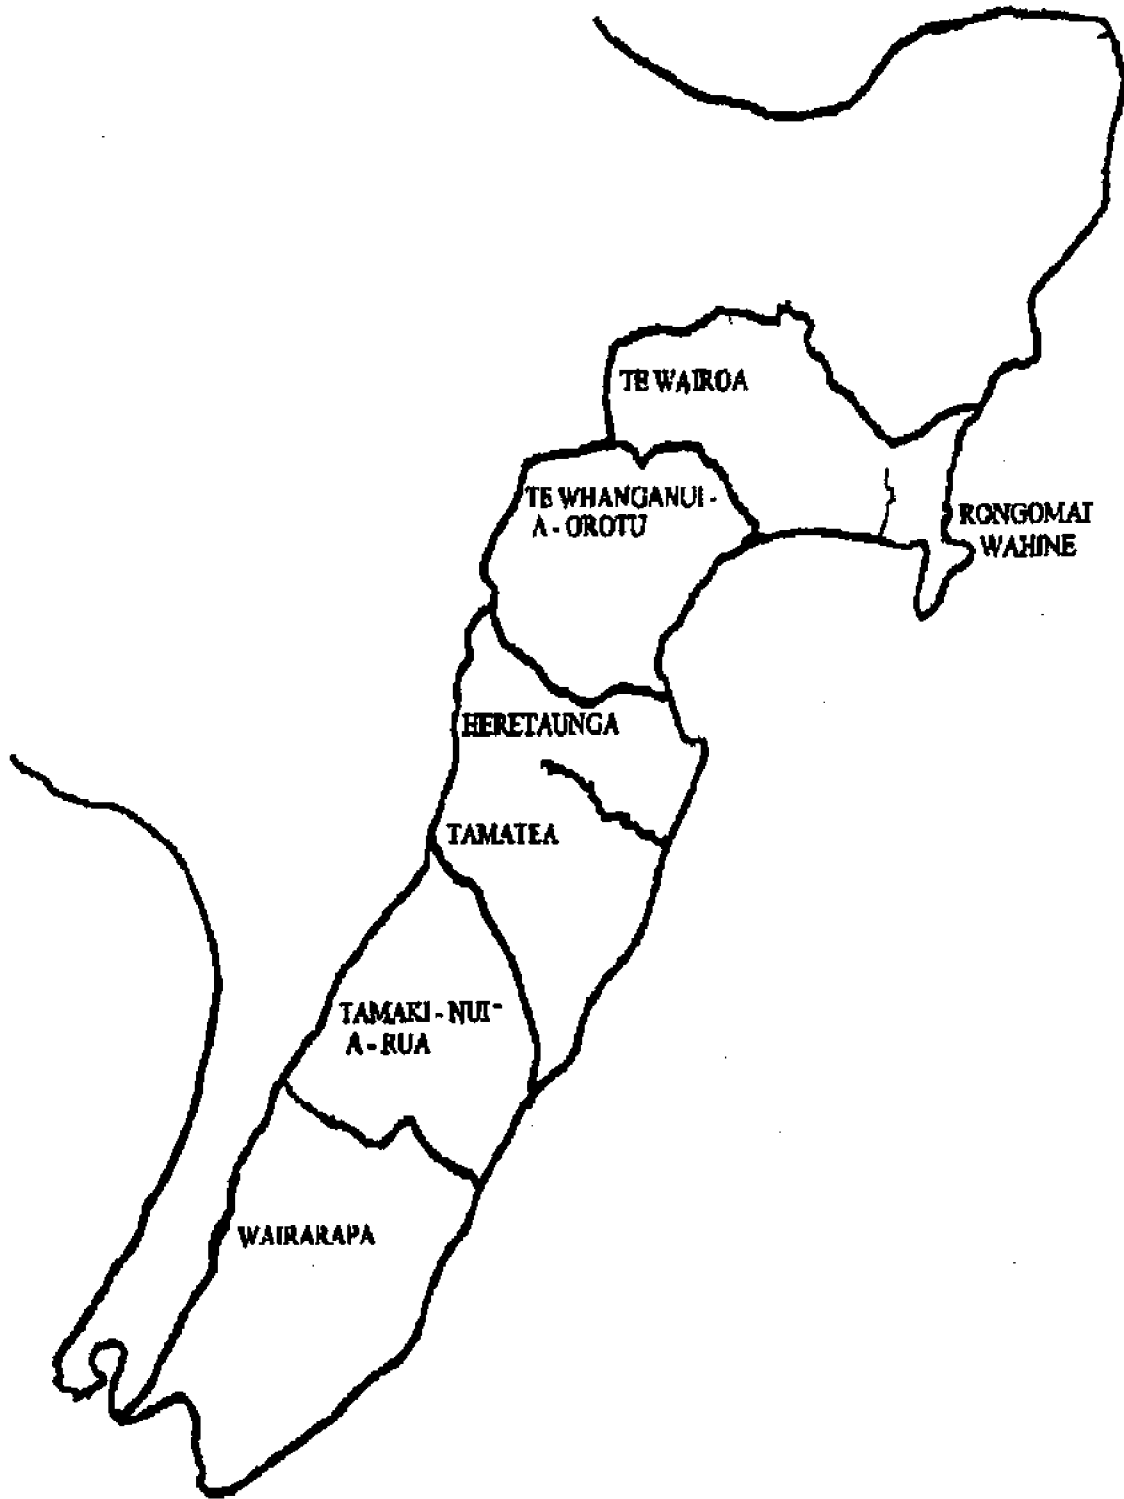 TE WAIROA
TE WHANGANUI -
A - OROTU
RONGOMAI
WAHINE
HERETAUNGA
TAMATEA
TAMAKI - NUI -
A - RUA
WAIRARAPA